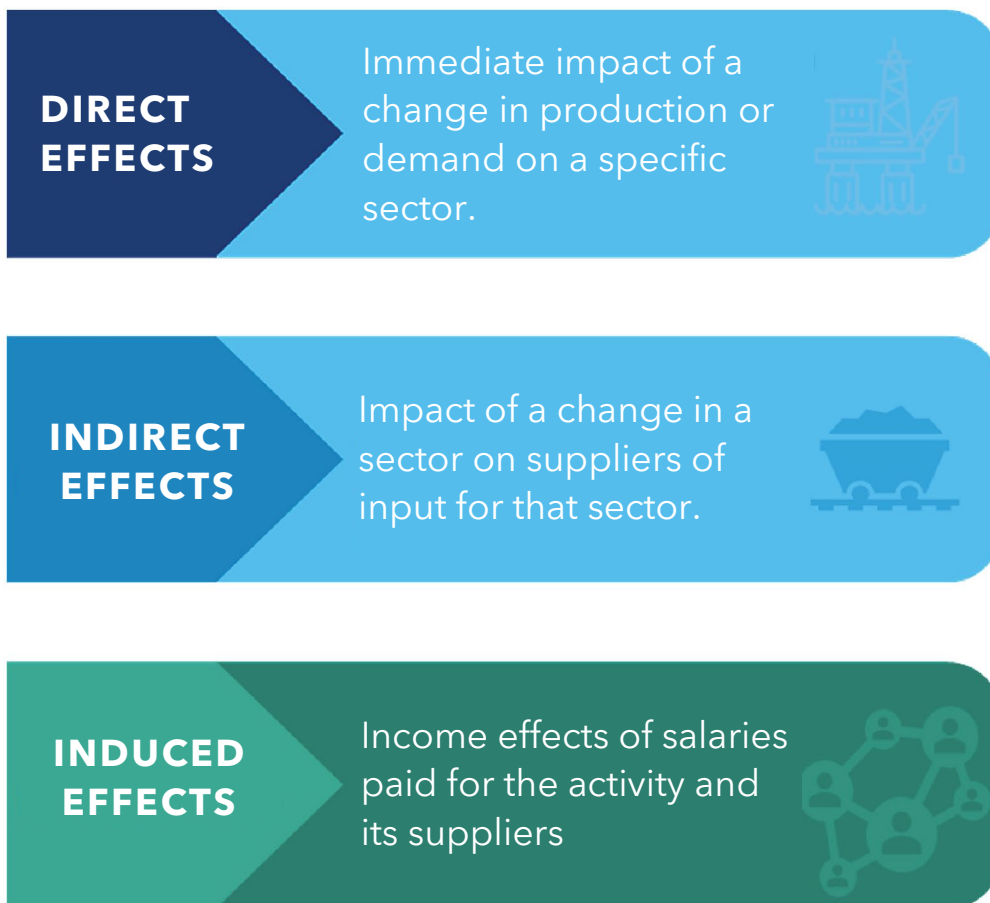 DIRECT
EFFECTS
Immediate impact of a
change in production or
demand on a specific
sector.
INDIRECT
EFFECTS
Impact of a change in a
sector on suppliers of
input for that sector.
INDUCED
EFFECTS
Income effects of salaries
paid for the activity and
its suppliers